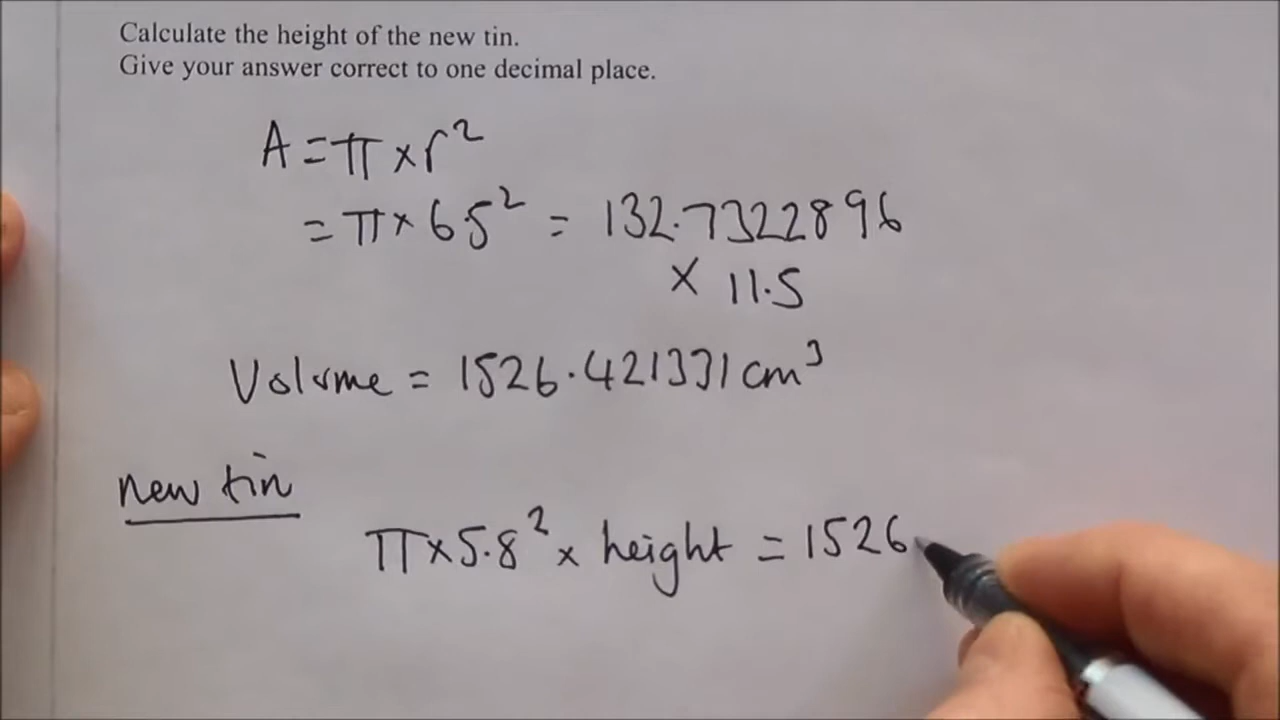 Calculate the height of the new tin.
Give your answer correct to one decimal place.
A = π × r²
= π × 6.5² = 132.7322896
× 11.5
Volume = 1526.421331 cm³
new tin
π × 5.8² × height = 1526